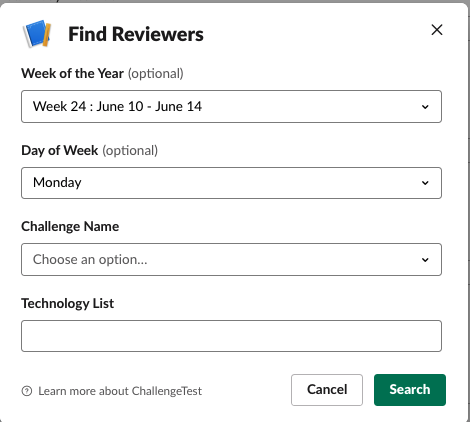 Find Reviewers
Week of the Year (optional)
Week 24 : June 10 - June 14
Day of Week (optional)
Monday
Challenge Name
Choose an option...
Technology List
Learn more about ChallengeTest
Cancel
Search